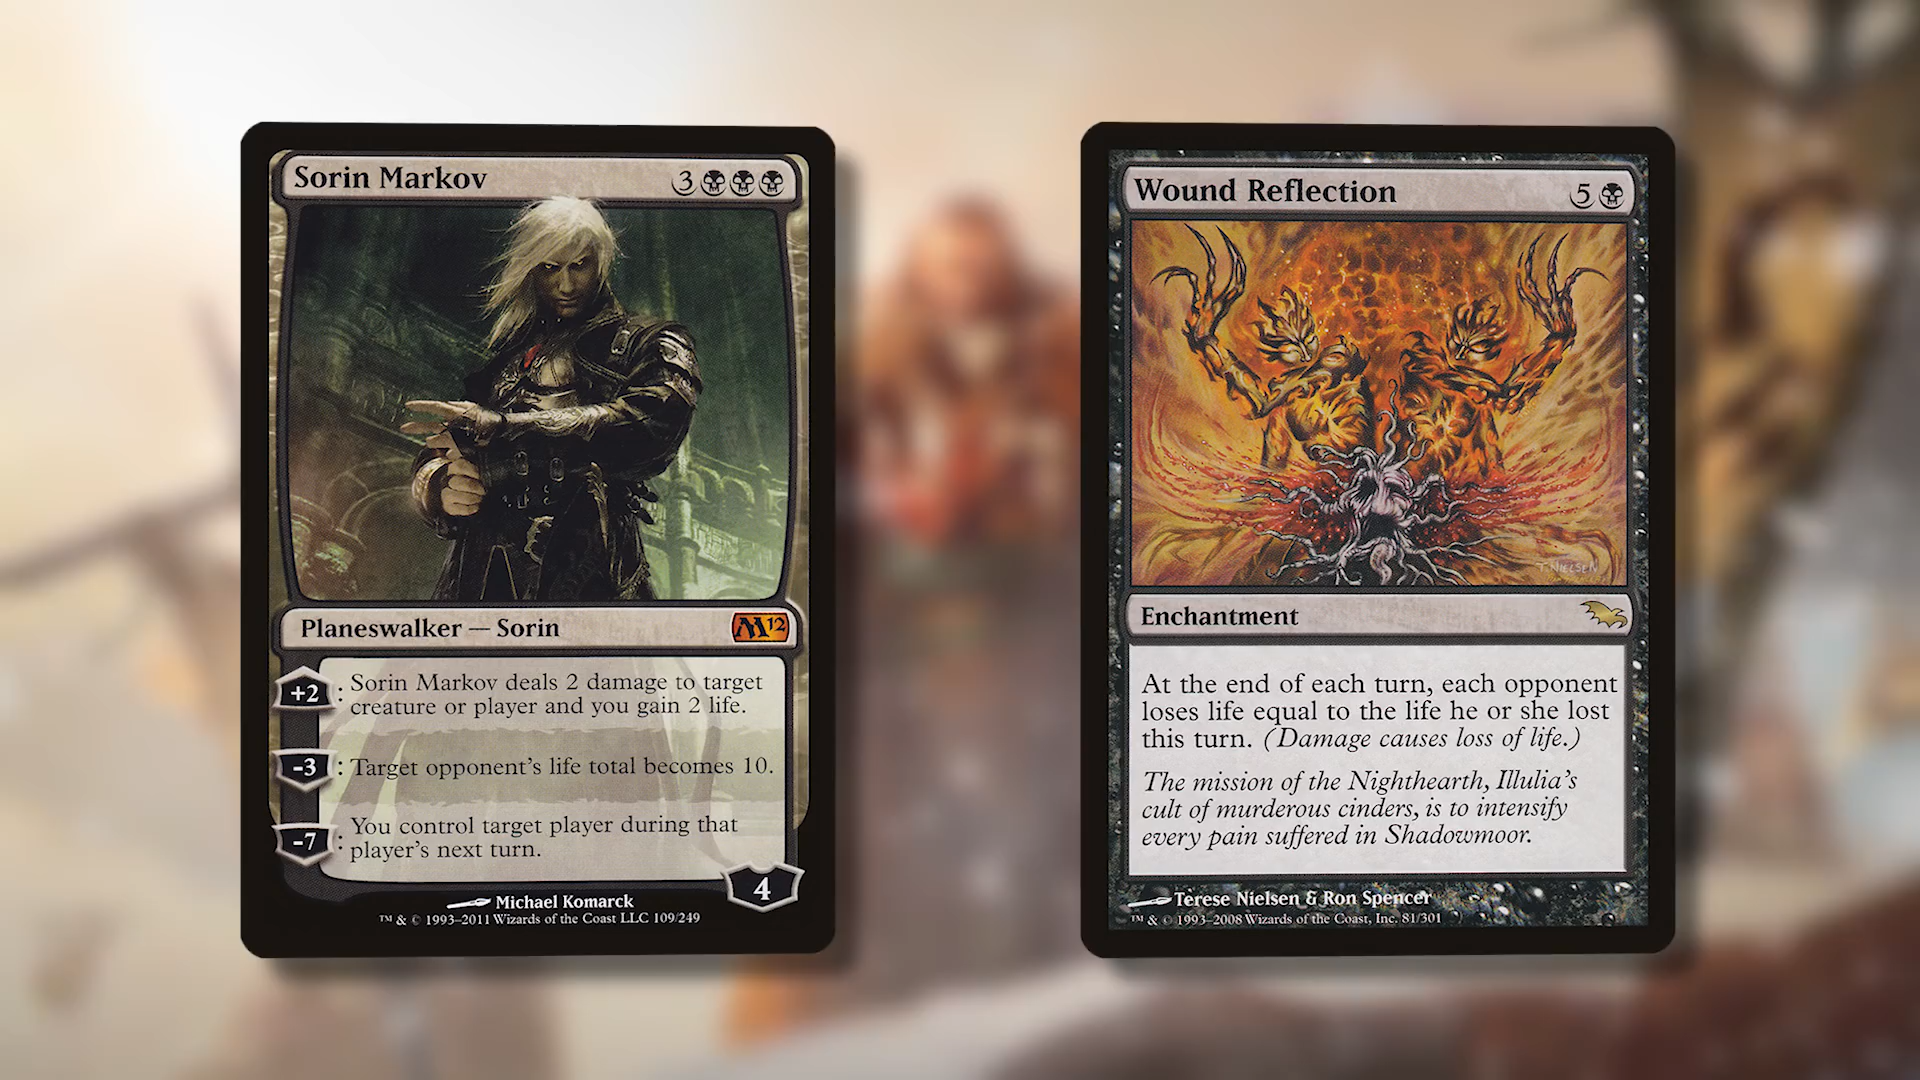 Sorin Markov
3
M12
Planeswalker — Sorin
+2 : Sorin Markov deals 2 damage to target
creature or player and you gain 2 life.
-3 : Target opponent's life total becomes 10.
-7 : You control target player during that
player's next turn.
4
Michael Komarck
™ & © 1993–2011 Wizards of the Coast LLC 109/249
Wound Reflection
5
T. NIELSEN
Enchantment
At the end of each turn, each opponent
loses life equal to the life he or she lost
this turn. (Damage causes loss of life.)
The mission of the Nighthearth, Illulia's
cult of murderous cinders, is to intensify
every pain suffered in Shadowmoor.
Terese Nielsen & Ron Spencer
™ & © 1993–2008 Wizards of the Coast, Inc. 81/301